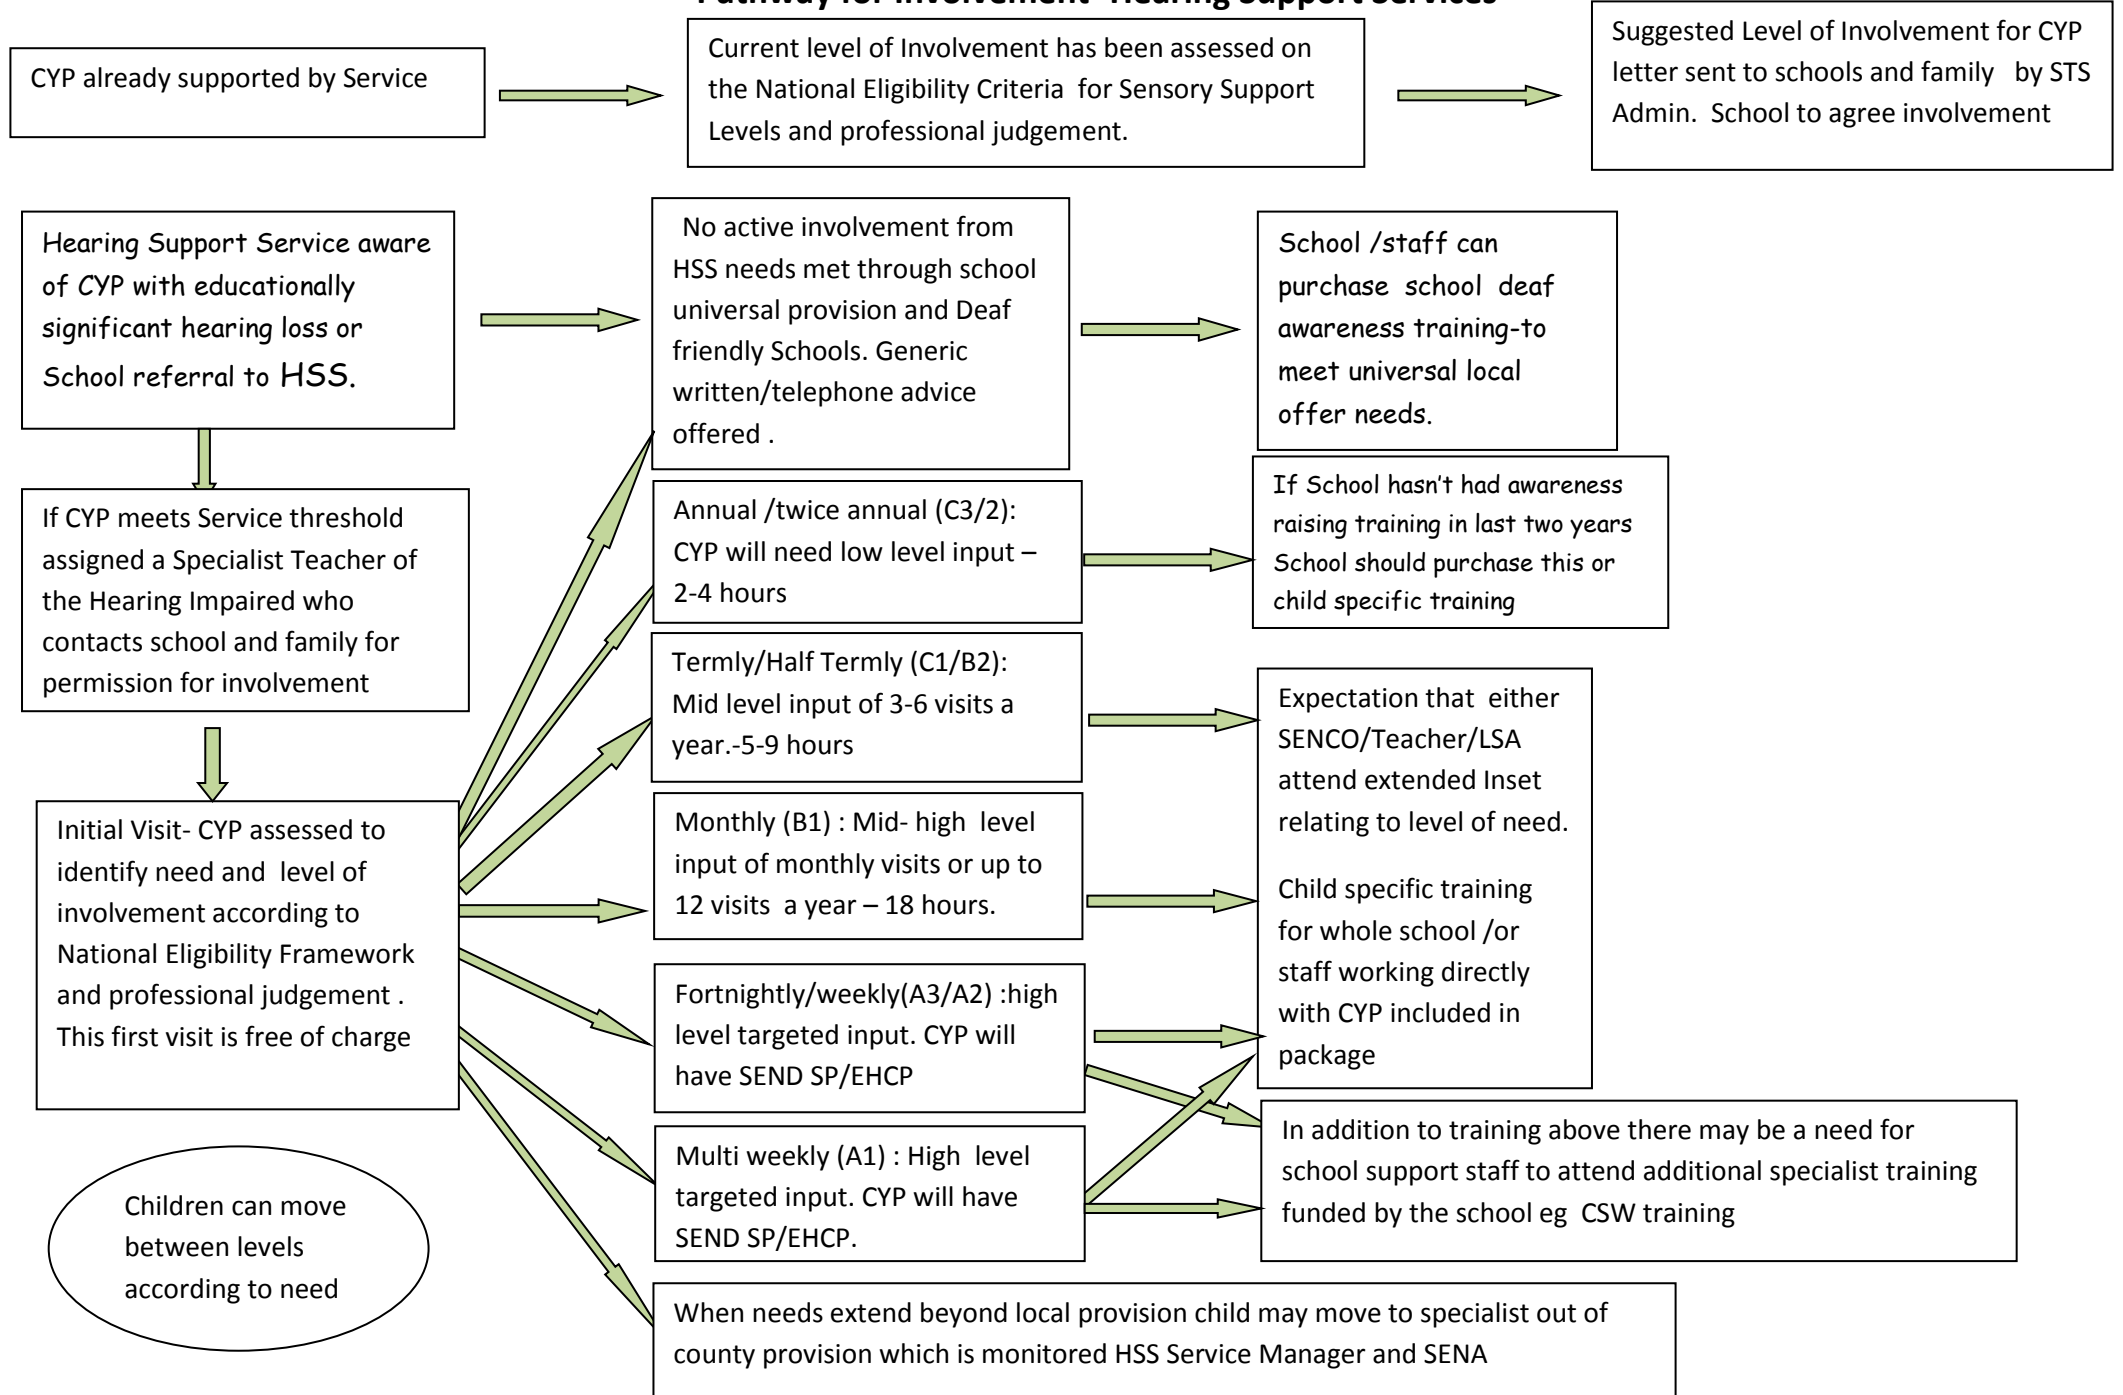 Pathway for Involvement Hearing Support Services
CYP already supported by Service
Current level of Involvement has been assessed on
the National Eligibility Criteria for Sensory Support
Levels and professional judgement.
Suggested Level of Involvement for CYP
letter sent to schools and family by STS
Admin. School to agree involvement
Hearing Support Service aware
of CYP with educationally
significant hearing loss or
School referral to HSS.
No active involvement from
HSS needs met through school
universal provision and Deaf
friendly Schools. Generic
written/telephone advice
offered .
School /staff can
purchase school deaf
awareness training-to
meet universal local
offer needs.
If CYP meets Service threshold
assigned a Specialist Teacher of
the Hearing Impaired who
contacts school and family for
permission for involvement
Annual /twice annual (C3/2):
CYP will need low level input –
2-4 hours
If School hasn't had awareness
raising training in last two years
School should purchase this or
child specific training
Termly/Half Termly (C1/B2):
Mid level input of 3-6 visits a
year.-5-9 hours
Expectation that either
SENCO/Teacher/LSA
attend extended Inset
relating to level of need.
Child specific training
for whole school /or
staff working directly
with CYP included in
package
Initial Visit- CYP assessed to
identify need and level of
involvement according to
National Eligibility Framework
and professional judgement .
This first visit is free of charge
Monthly (B1) : Mid- high level
input of monthly visits or up to
12 visits a year – 18 hours.
Fortnightly/weekly(A3/A2) :high
level targeted input. CYP will
have SEND SP/EHCP
Multi weekly (A1) : High level
targeted input. CYP will have
SEND SP/EHCP.
In addition to training above there may be a need for
school support staff to attend additional specialist training
funded by the school eg CSW training
Children can move
between levels
according to need
When needs extend beyond local provision child may move to specialist out of
county provision which is monitored HSS Service Manager and SENA